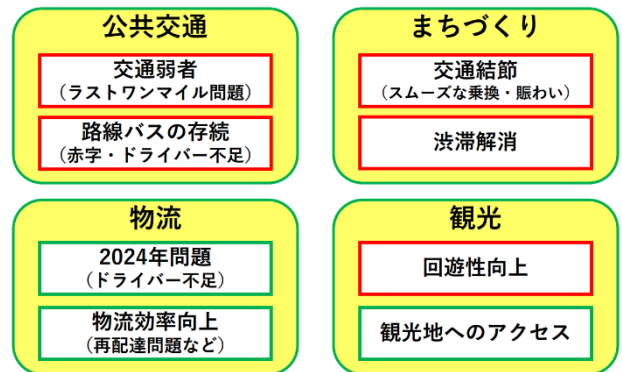 公共交通
交通弱者
（ラストワンマイル問題）
路線バスの存続
（赤字・ドライバー不足）
まちづくり
交通結節
（スムーズな乗換・賑わい）
渋滞解消
物流
2024年問題
（ドライバー不足）
物流効率向上
（再配達問題など）
観光
回遊性向上
観光地へのアクセス